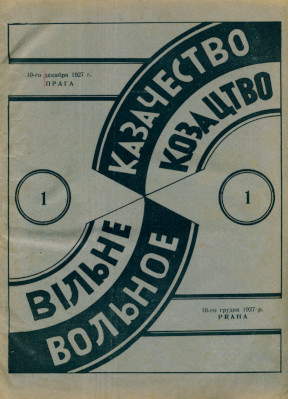 10-го декабря 1927 г.
ПРАГА
КАЗАЧЕСТВО
КОЗАЦТВО
1
1
ВІЛЬНЕ
ВОЛЬНОЕ
10-го грудня 1927 р.
PRAHA